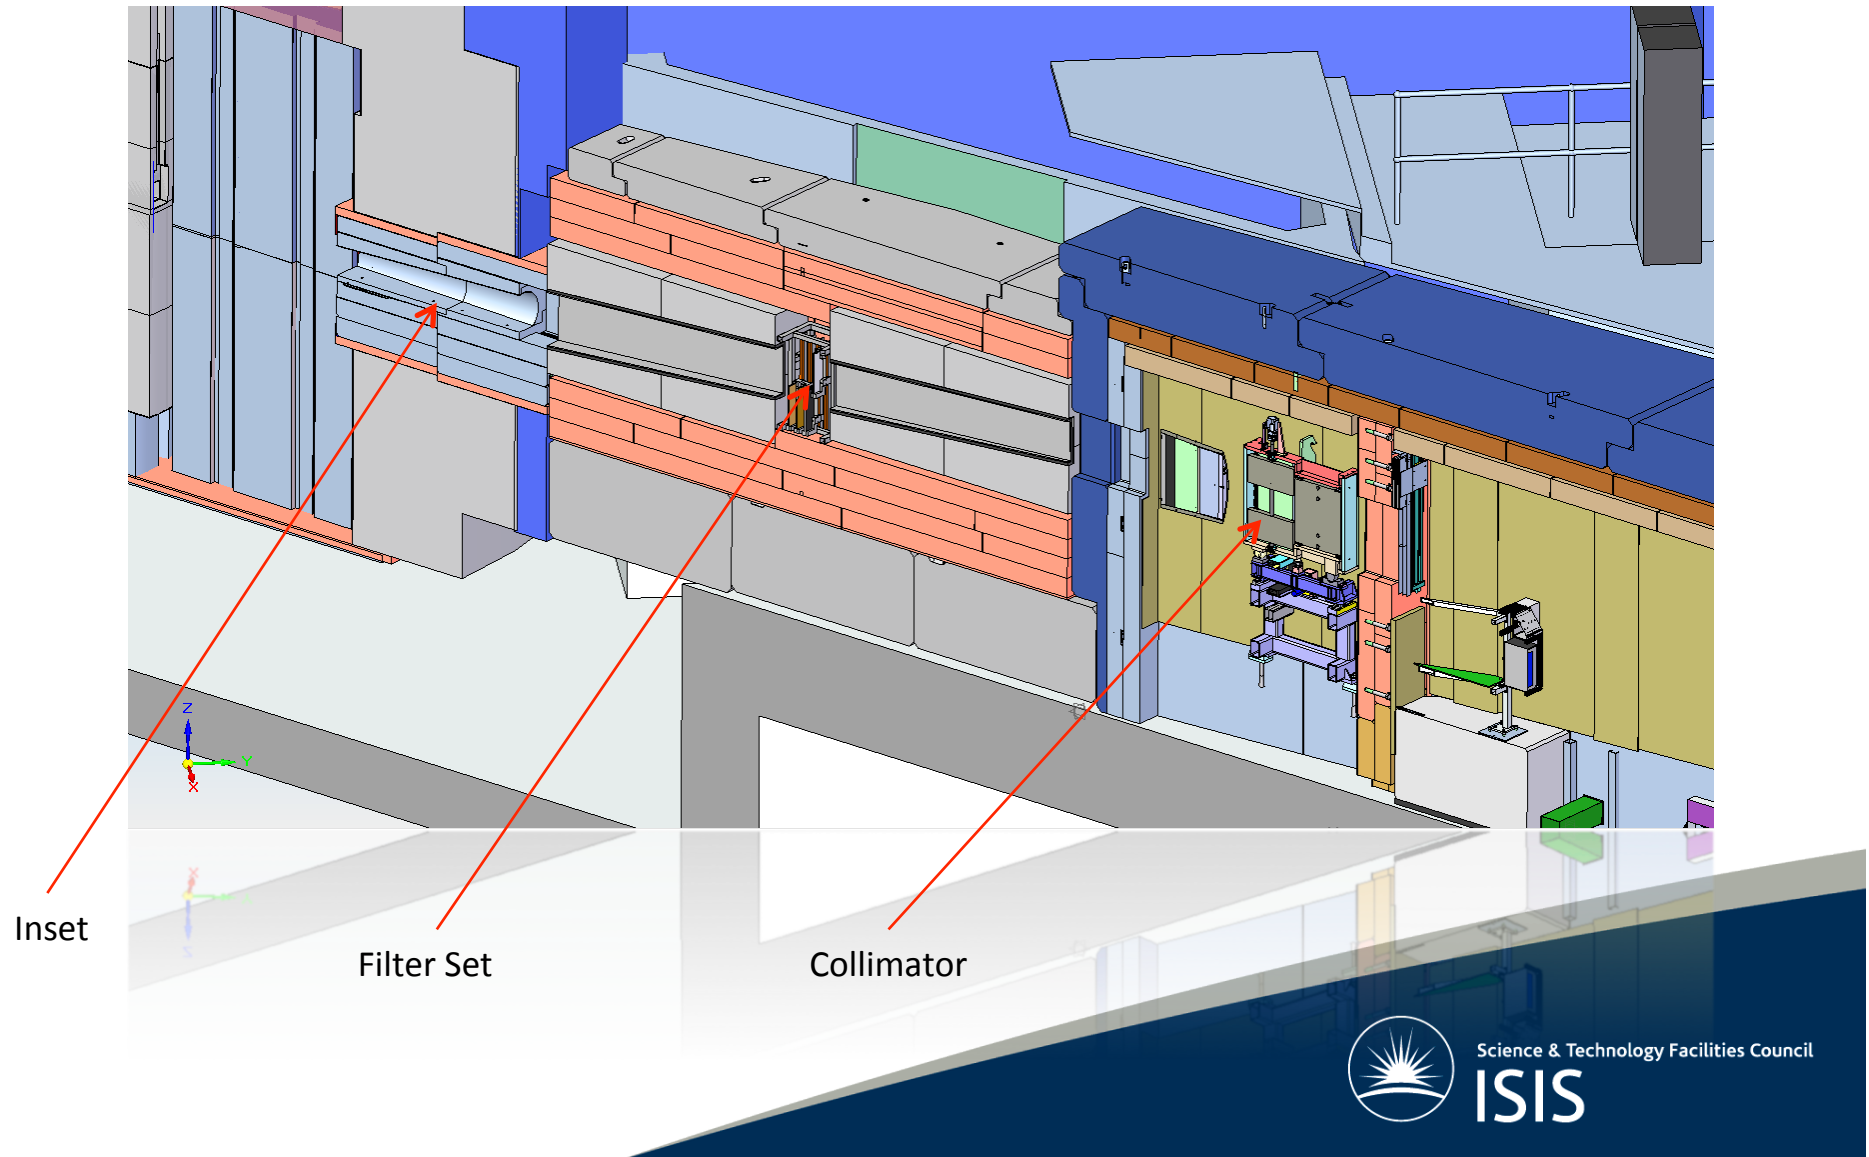 Z
Y
X
Inset
Filter Set
Collimator
Science & Technology Facilities Council
ISIS